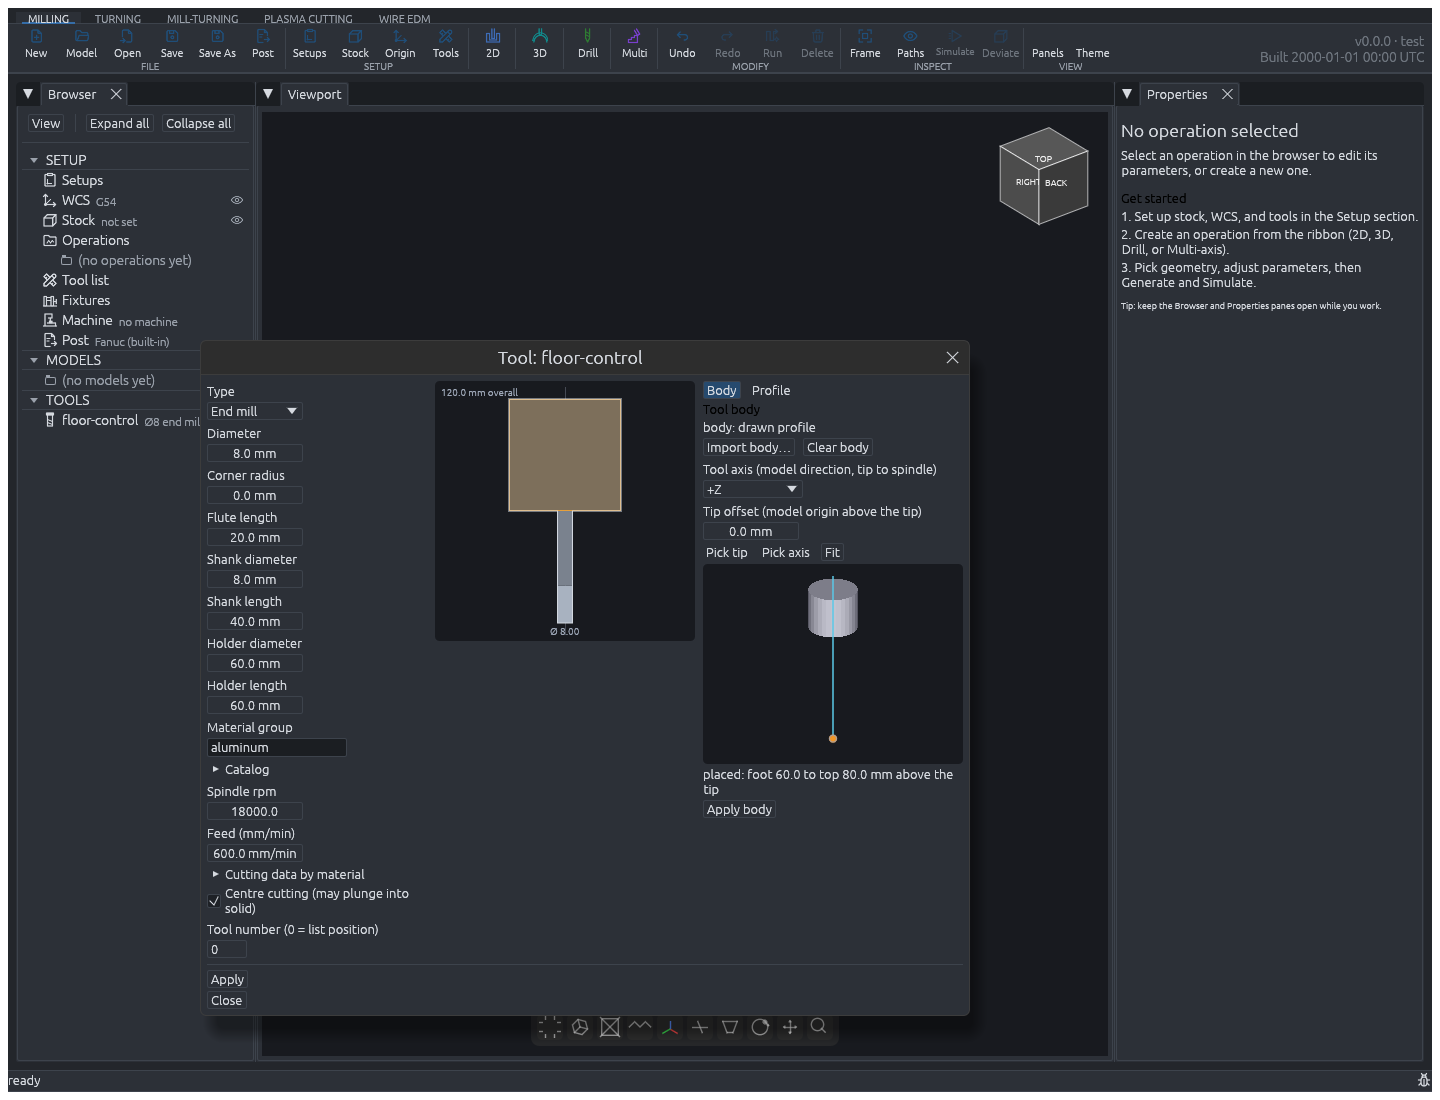 MILLING TURNING MILL-TURNING PLASMA CUTTING WIRE EDM
New Model Open Save Save As Post Setups Stock Origin Tools 2D 3D Drill Multi Undo Redo Run Delete Frame Paths Simulate Deviate Panels Theme
FILE SETUP MODIFY INSPECT VIEW
v0.0.0 · test
Built 2000-01-01 00:00 UTC
Browser
View Expand all Collapse all
SETUP
Setups
WCS G54
Stock not set
Operations
(no operations yet)
Tool list
Fixtures
Machine no machine
Post Fanuc (built-in)
MODELS
(no models yet)
TOOLS
floor-control Ø8 end mil
Viewport
TOP
RIGHT BACK
Properties
No operation selected
Select an operation in the browser to edit its
parameters, or create a new one.
Get started
1. Set up stock, WCS, and tools in the Setup section.
2. Create an operation from the ribbon (2D, 3D,
Drill, or Multi-axis).
3. Pick geometry, adjust parameters, then
Generate and Simulate.
Tip: keep the Browser and Properties panes open while you work.
Tool: floor-control
Type
End mill
Diameter
8.0 mm
Corner radius
0.0 mm
Flute length
20.0 mm
Shank diameter
8.0 mm
Shank length
40.0 mm
Holder diameter
60.0 mm
Holder length
60.0 mm
Material group
aluminum
Catalog
Spindle rpm
18000.0
Feed (mm/min)
600.0 mm/min
Cutting data by material
Centre cutting (may plunge into
solid)
Tool number (0 = list position)
0
Apply
Close
120.0 mm overall
Ø 8.00
Body Profile
Tool body
body: drawn profile
Import body... Clear body
Tool axis (model direction, tip to spindle)
+Z
Tip offset (model origin above the tip)
0.0 mm
Pick tip Pick axis Fit
placed: foot 60.0 to top 80.0 mm above the
tip
Apply body
ready